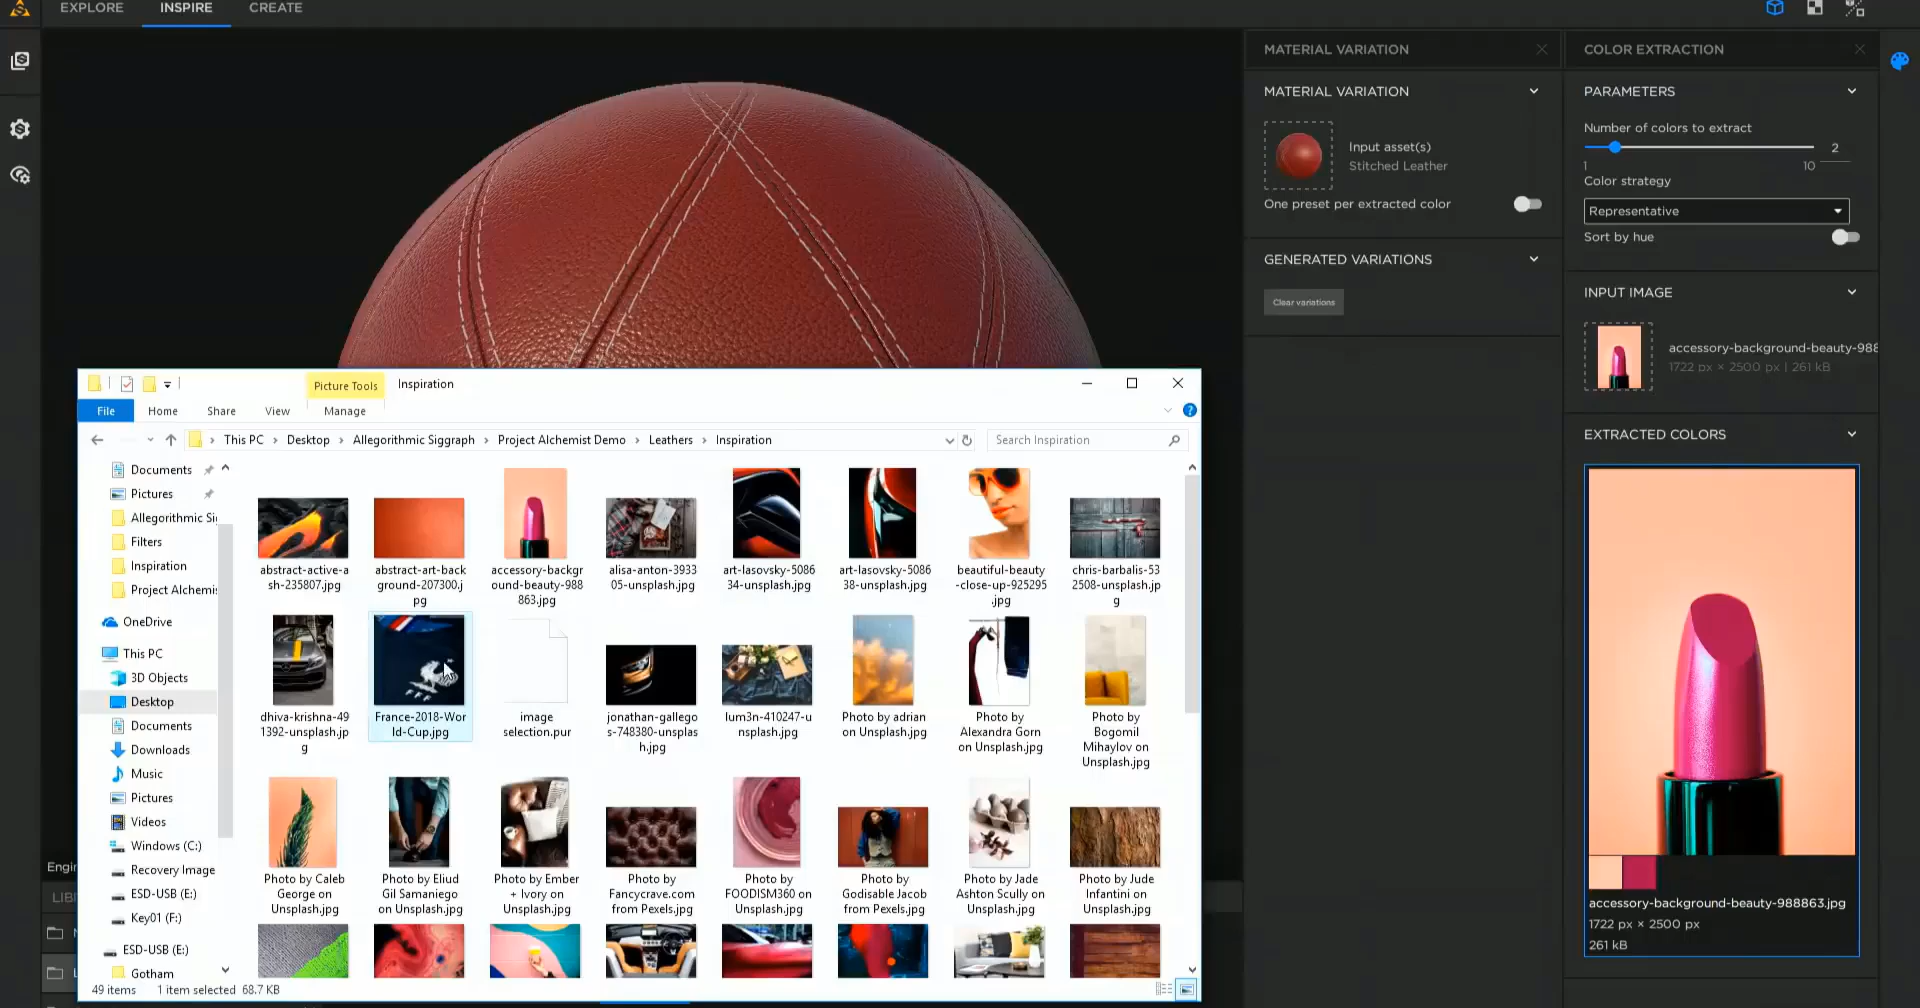 EXPLORE
INSPIRE
CREATE
MATERIAL VARIATION
MATERIAL VARIATION
Input asset(s)
Stitched Leather
One preset per extracted color
GENERATED VARIATIONS
Clear variations
COLOR EXTRACTION
PARAMETERS
Number of colors to extract
2
1
10
Color strategy
Representative
Sort by hue
INPUT IMAGE
accessory-background-beauty-988
1722 px × 2500 px | 261 kB
EXTRACTED COLORS
accessory-background-beauty-988863.jpg
1722 px × 2500 px
261 kB
Picture Tools
Inspiration
File
Home
Share
View
Manage
This PC
Desktop
Allegorithmic Siggraph
Project Alchemist Demo
Leathers
Inspiration
Search Inspiration
Documents
Pictures
Allegorithmic Si
Filters
Inspiration
Project Alchemis
OneDrive
This PC
3D Objects
Desktop
Documents
Downloads
Music
Pictures
Videos
Windows (C:)
Recovery Image
ESD-USB (E:)
Key01 (F:)
ESD-USB (E:)
Gotham
abstract-active-a
sh-235807.jpg
abstract-art-back
ground-207300.j
pg
accessory-backgr
ound-beauty-988
863.jpg
alisa-anton-3933
05-unsplash.jpg
art-lasovsky-5086
34-unsplash.jpg
art-lasovsky-5086
38-unsplash.jpg
beautiful-beauty
-close-up-925295
.jpg
chris-barbalis-53
2508-unsplash.jp
g
dhiva-krishna-49
1392-unsplash.jp
g
France-2018-Wor
ld-Cup.jpg
image
selection.pur
jonathan-gallego
s-748380-unsplas
h.jpg
lum3n-410247-u
nsplash.jpg
Photo by adrian
on Unsplash.jpg
Photo by
Alexandra Gorn
on Unsplash.jpg
Photo by
Bogomil
Mihaylov on
Unsplash.jpg
Photo by Caleb
George on
Unsplash.jpg
Photo by Eliud
Gil Samaniego
on Unsplash.jpg
Photo by Ember
+ Ivory on
Unsplash.jpg
Photo by
Fancycrave.com
from Pexels.jpg
Photo by
FOODISM360 on
Unsplash.jpg
Photo by
Godisable Jacob
from Pexels.jpg
Photo by Jade
Ashton Scully on
Unsplash.jpg
Photo by Jude
Infantini on
Unsplash.jpg
49 items
1 item selected 68.7 KB
Engin
LIB